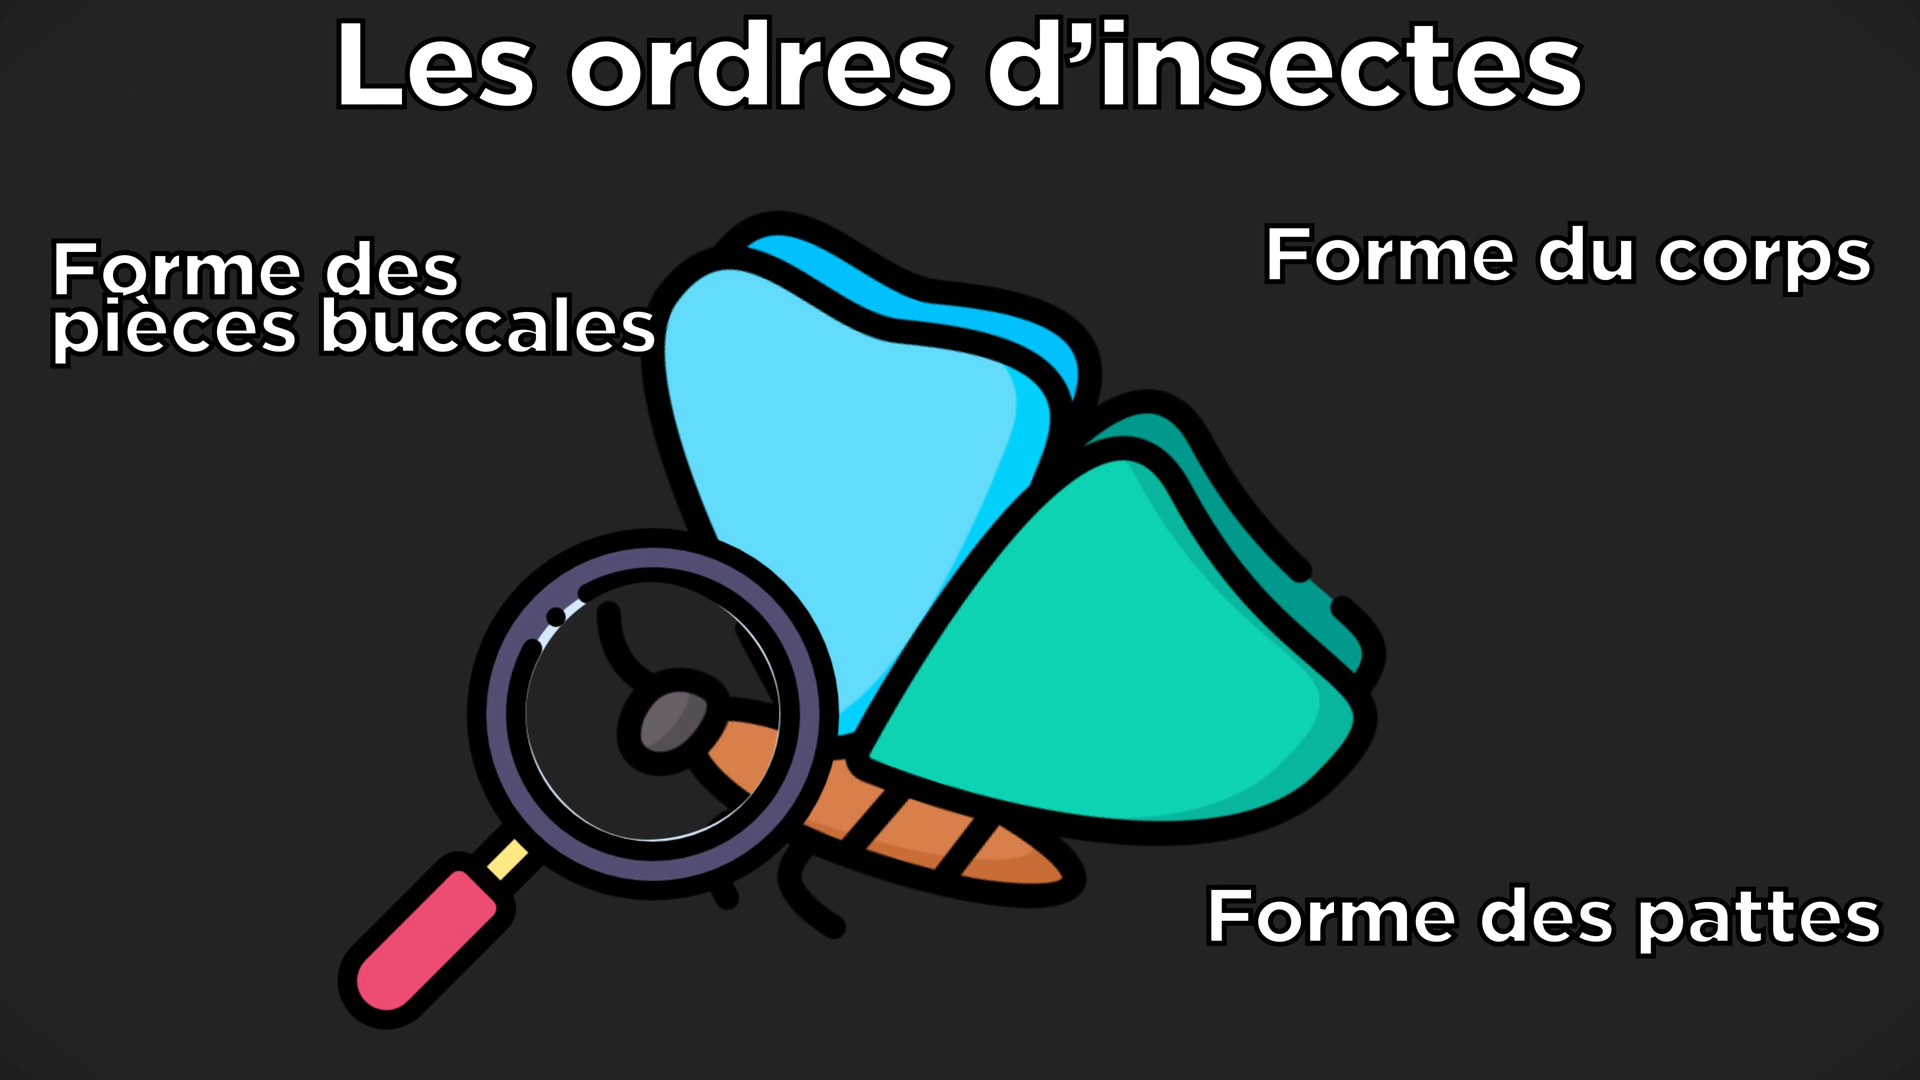 Les ordres d’insectes
Forme des
pièces buccales
Forme du corps
Forme des pattes